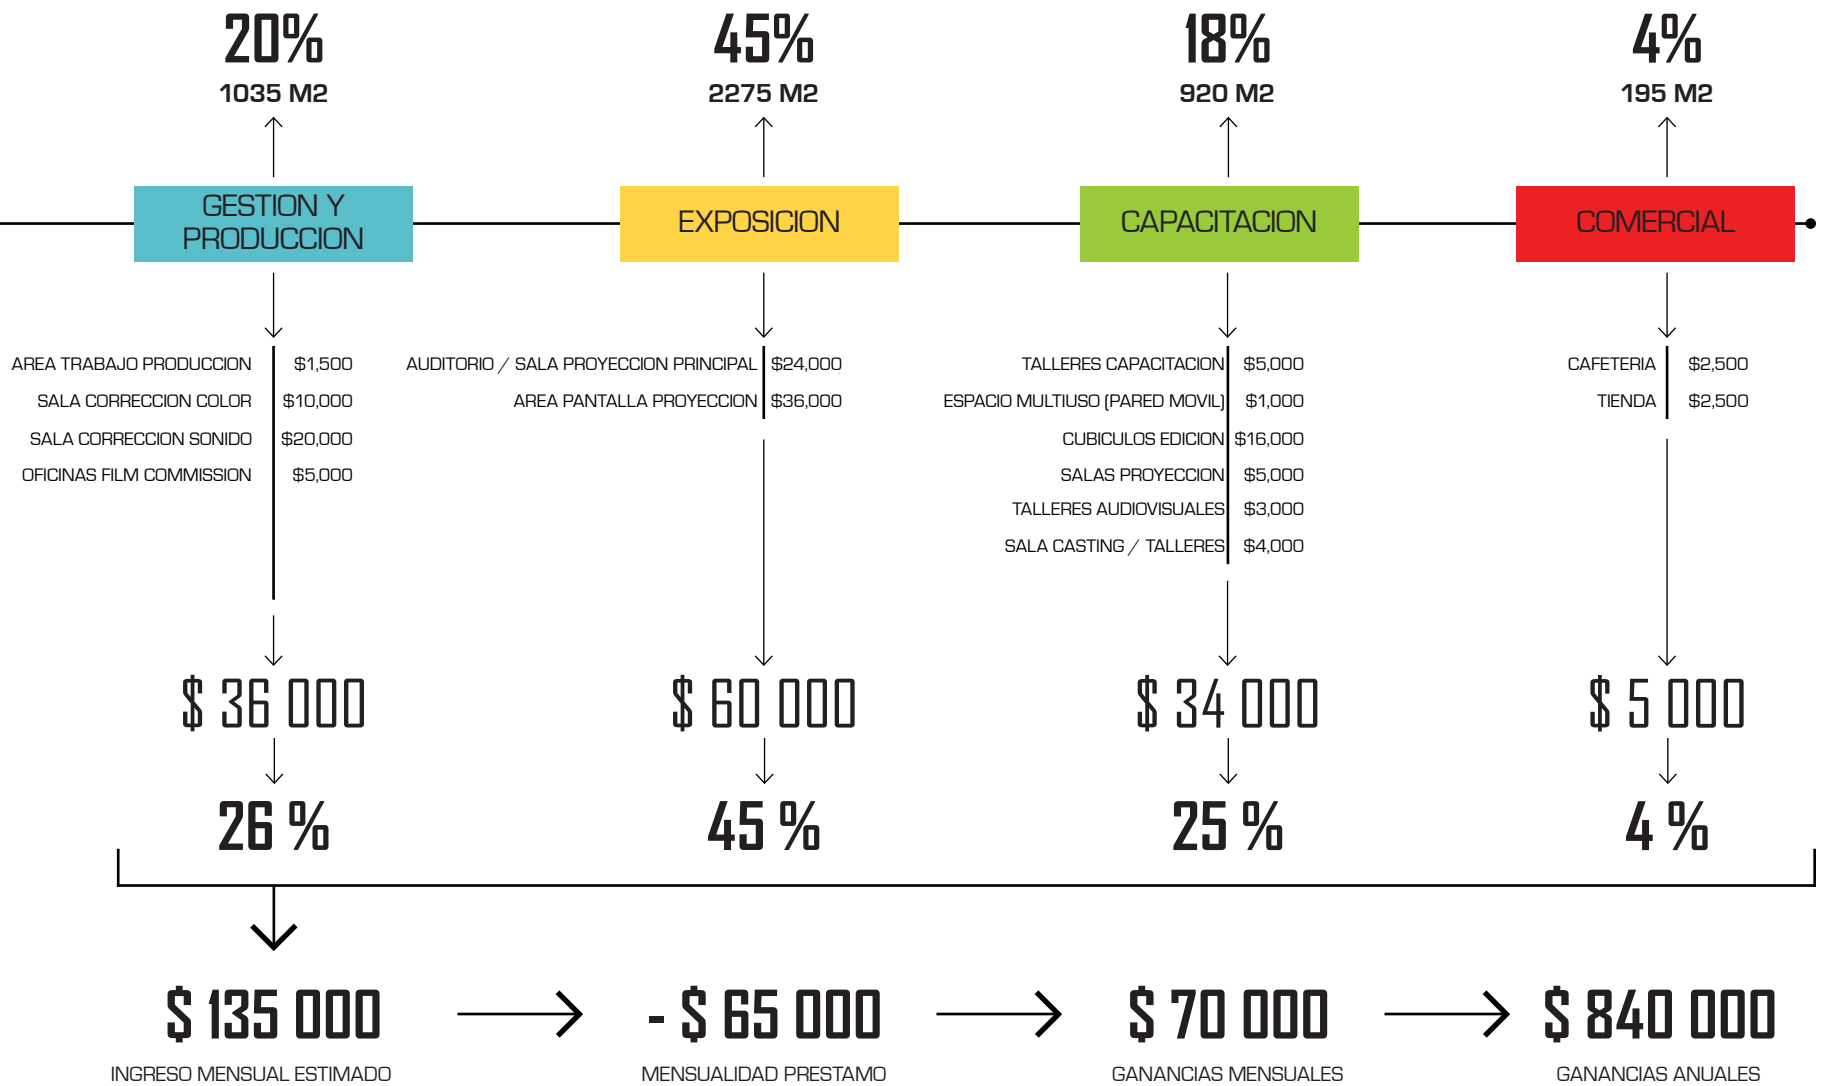 20%
1035 M2
45%
2275 M2
18%
920 M2
4%
195 M2
GESTION Y
PRODUCCION
EXPOSICION
CAPACITACION
COMERCIAL
AREA TRABAJO PRODUCCION $1,500
SALA CORRECCION COLOR $10,000
SALA CORRECCION SONIDO $20,000
OFICINAS FILM COMMISSION $5,000
AUDITORIO / SALA PROYECCION PRINCIPAL $24,000
AREA PANTALLA PROYECCION $36,000
TALLERES CAPACITACION $5,000
ESPACIO MULTIUSO (PARED MOVIL) $1,000
CUBICULOS EDICION $16,000
SALAS PROYECCION $5,000
TALLERES AUDIOVISUALES $3,000
SALA CASTING / TALLERES $4,000
CAFETERIA $2,500
TIENDA $2,500
$ 36 000
$ 60 000
$ 34 000
$ 5 000
26 %
45 %
25 %
4 %
$ 135 000
- $ 65 000
$ 70 000
$ 840 000
INGRESO MENSUAL ESTIMADO
MENSUALIDAD PRESTAMO
GANANCIAS MENSUALES
GANANCIAS ANUALES